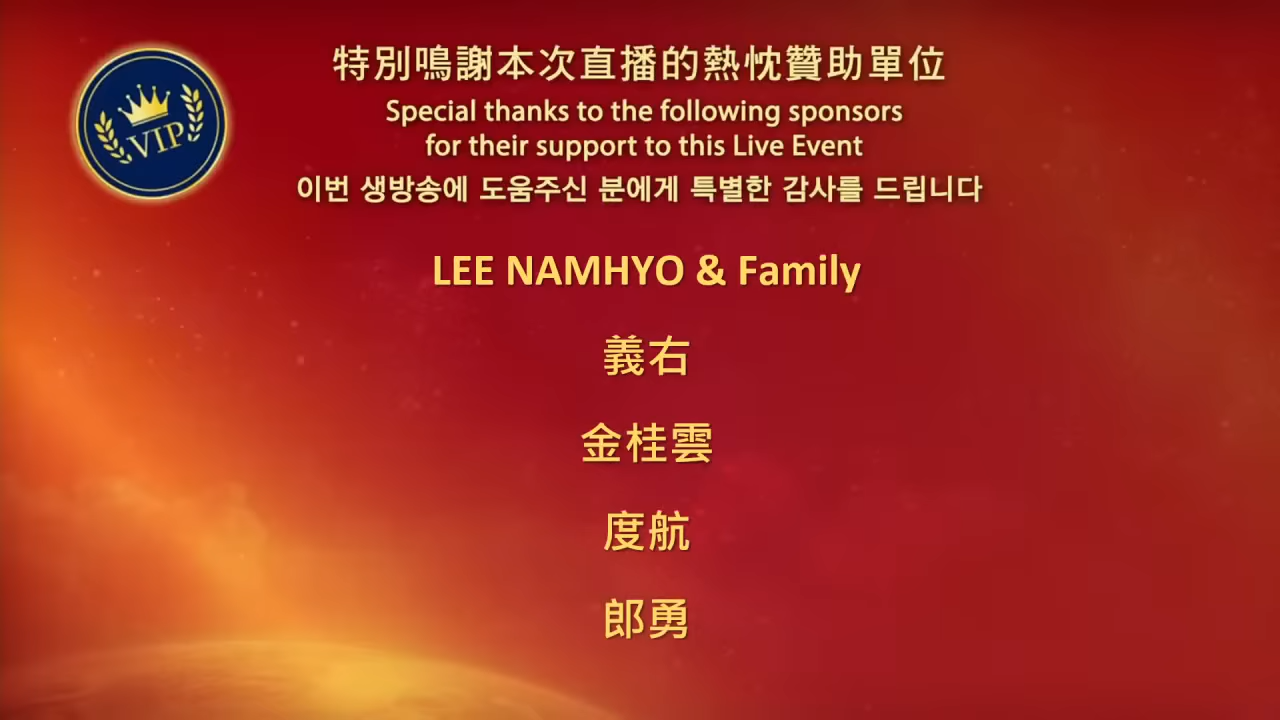 特別鳴謝本次直播的熱忱贊助單位
Special thanks to the following sponsors
for their support to this Live Event
이번 생방송에 도움주신 분에게 특별한 감사를 드립니다
VIP
LEE NAMHYO & Family
義右
金桂雲
度航
郎勇